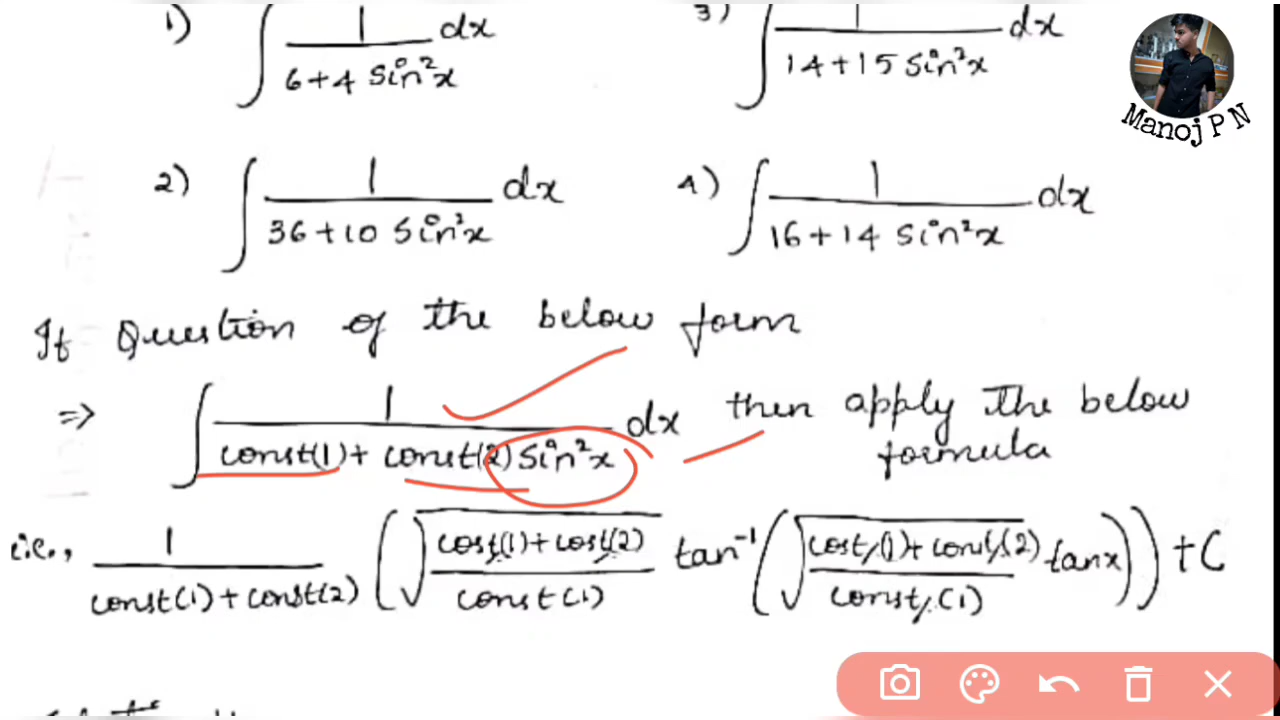 1) ∫ 1/(6+4 Sin²x) dx
3) ∫ 1/(14+15 Sin²x) dx
Manoj P N
2) ∫ 1/(36+10 Sin²x) dx
4) ∫ 1/(16+14 Sin²x) dx
If Question of the below form
⇒ ∫ 1/(const(1)+const(2) Sin²x) dx then apply the below formula
i.e., 1/(const(1)+const(2)) (√((cost(1)+cost(2))/const(1)) tan⁻¹(√((cost(1)+const(2))/const(1)) tanx)) + C